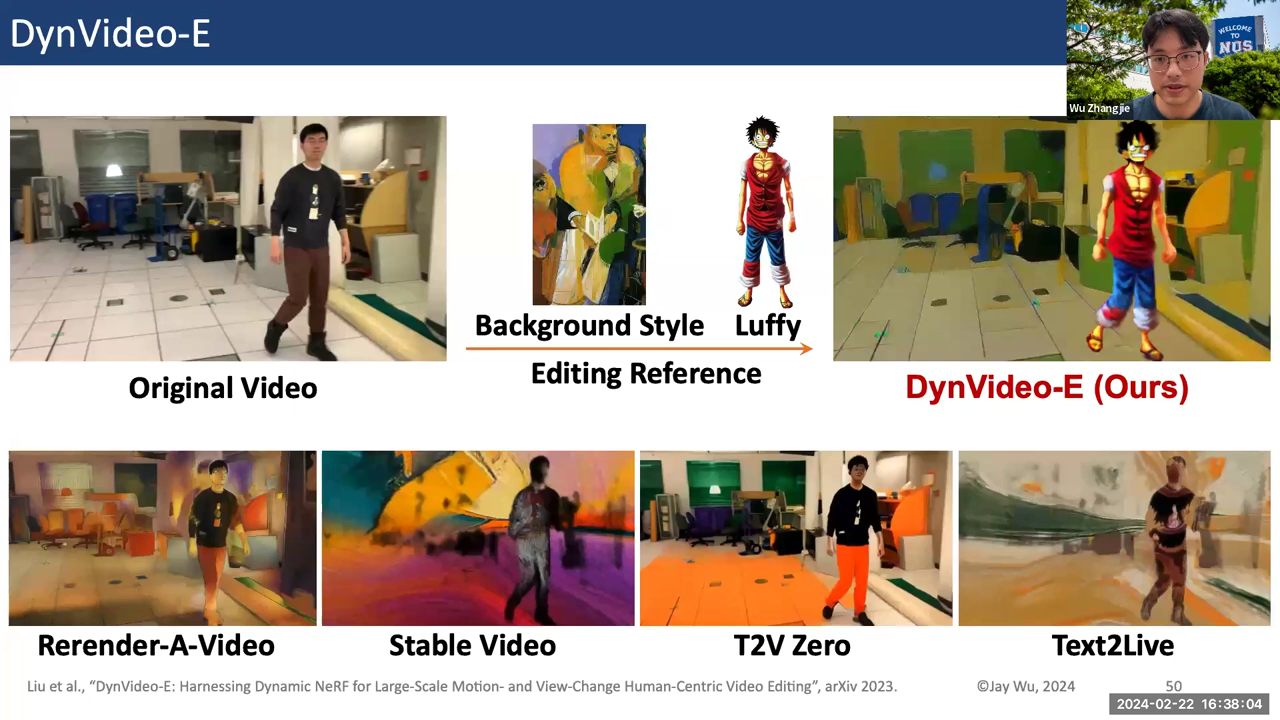 DynVideo-E
WELCOME
TO
NUS
Wu Zhangjie
Background Style
Luffy
Editing Reference
Original Video
DynVideo-E (Ours)
Rerender-A-Video
Stable Video
T2V Zero
Text2Live
Liu et al., “DynVideo-E: Harnessing Dynamic NeRF for Large-Scale Motion- and View-Change Human-Centric Video Editing”, arXiv 2023.
©Jay Wu, 2024
50
2024-02-22 16:38:04